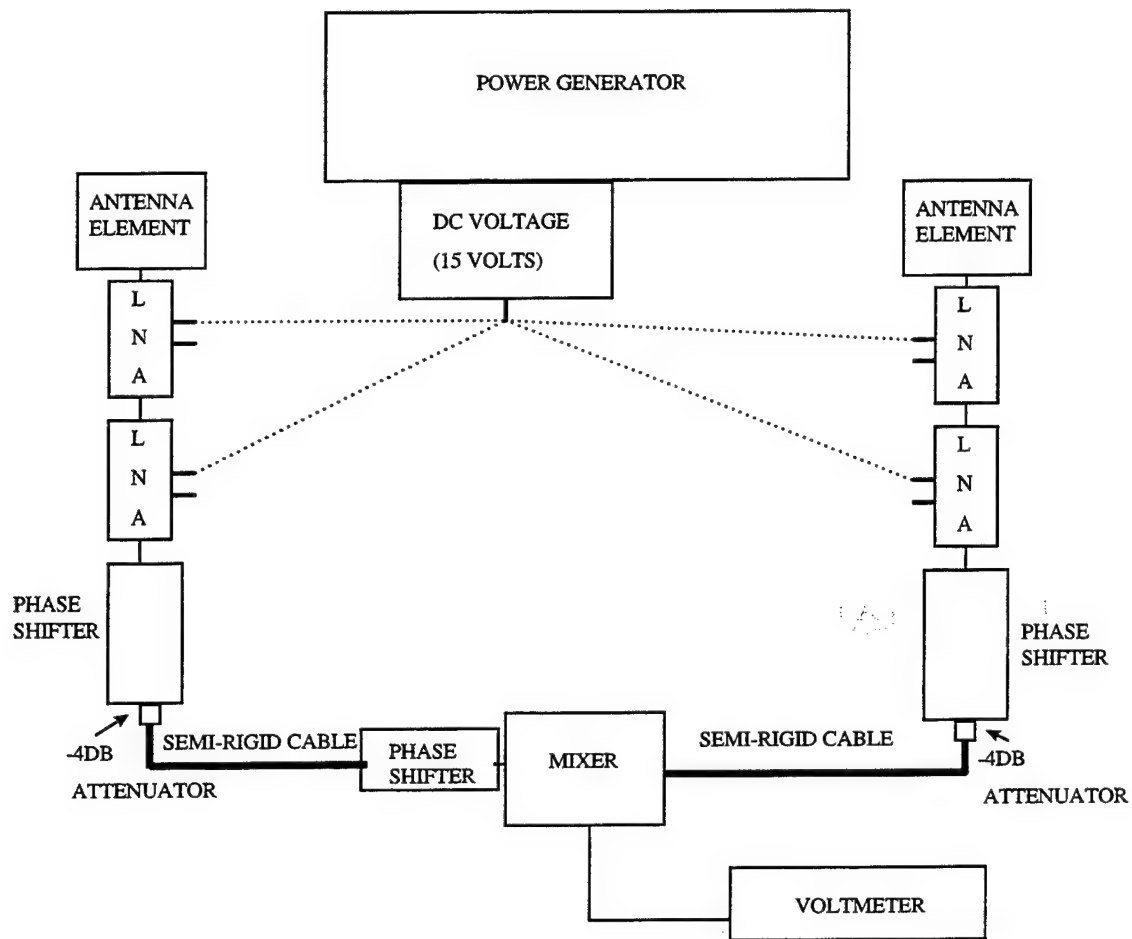 POWER GENERATOR
DC VOLTAGE
(15 VOLTS)
ANTENNA
ELEMENT
L
N
A
L
N
A
PHASE
SHIFTER
-4DB
ATTENUATOR
SEMI-RIGID CABLE
PHASE
SHIFTER
MIXER
SEMI-RIGID CABLE
ANTENNA
ELEMENT
L
N
A
L
N
A
PHASE
SHIFTER
-4DB
ATTENUATOR
VOLTMETER